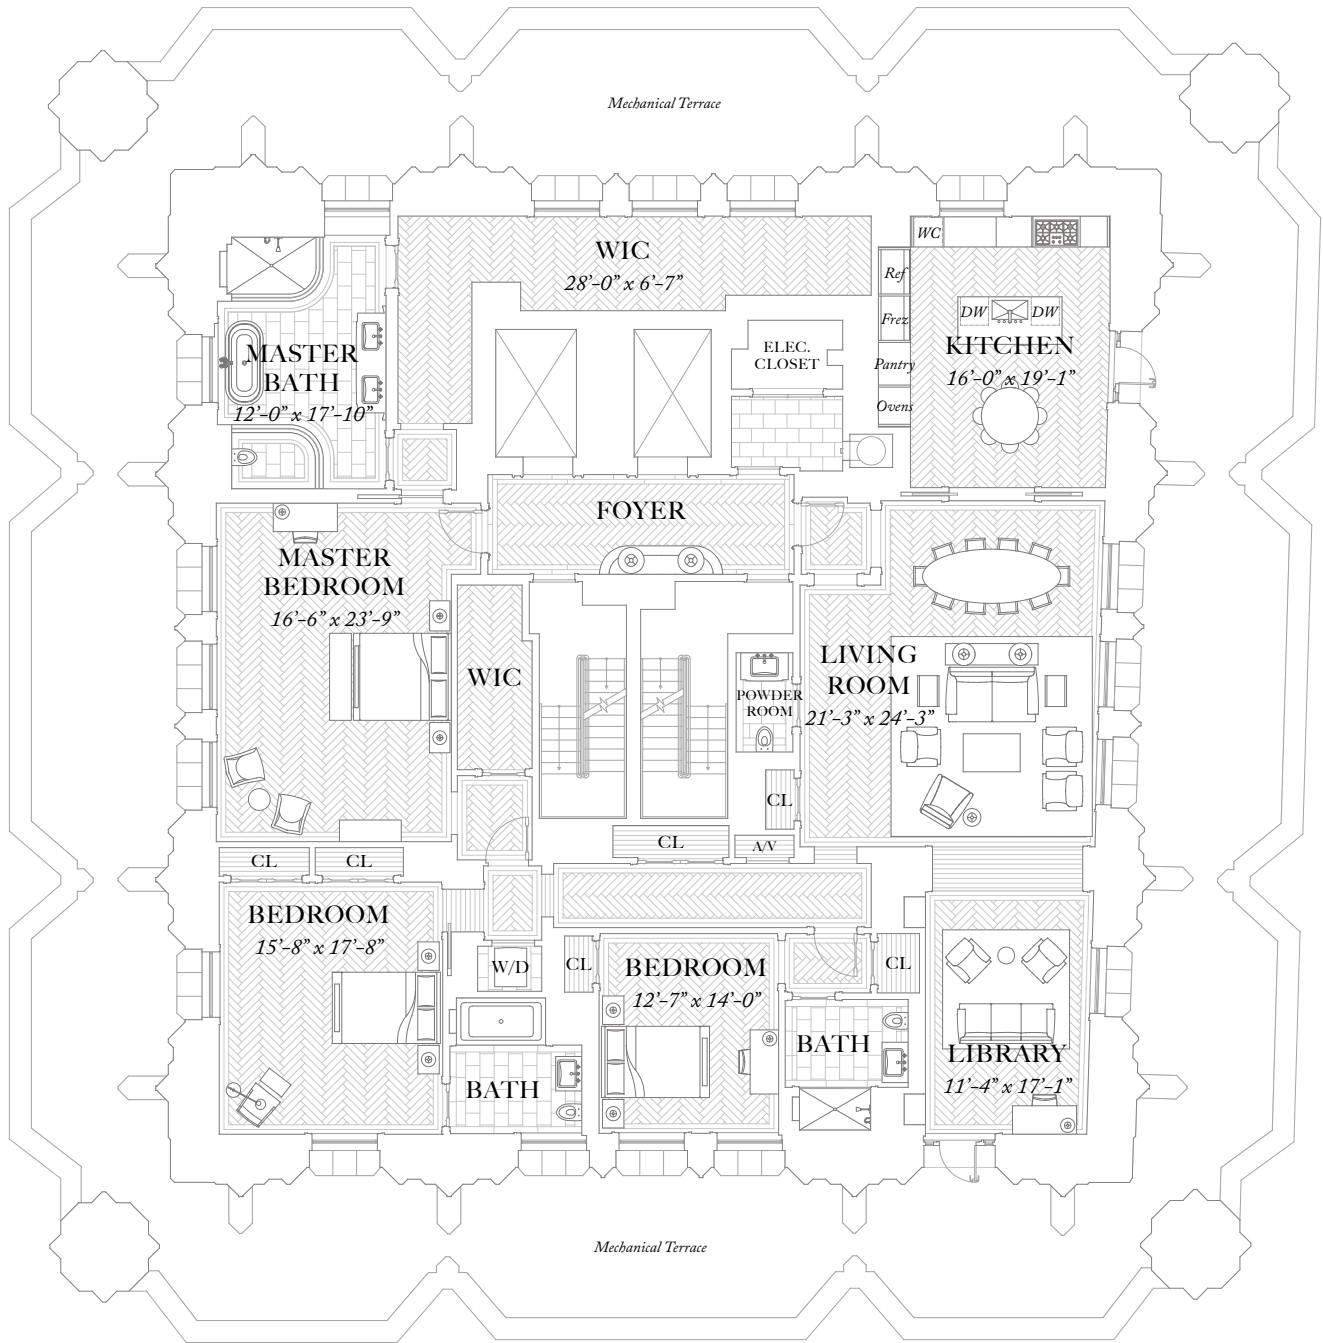 Mechanical Terrace
WIC
28’-0” x 6’-7”
WC
Ref
Frez
Pantry
Ovens
DW
DW
KITCHEN
16’-0” x 19’-1”
MASTER
BATH
12’-0” x 17’-10”
ELEC.
CLOSET
FOYER
MASTER
BEDROOM
16’-6” x 23’-9”
WIC
POWDER
ROOM
LIVING
ROOM
21’-3” x 24’-3”
CL
CL
A/V
CL
CL
BEDROOM
15’-8” x 17’-8”
W/D
CL
BEDROOM
12’-7” x 14’-0”
CL
BATH
BATH
LIBRARY
11’-4” x 17’-1”
Mechanical Terrace